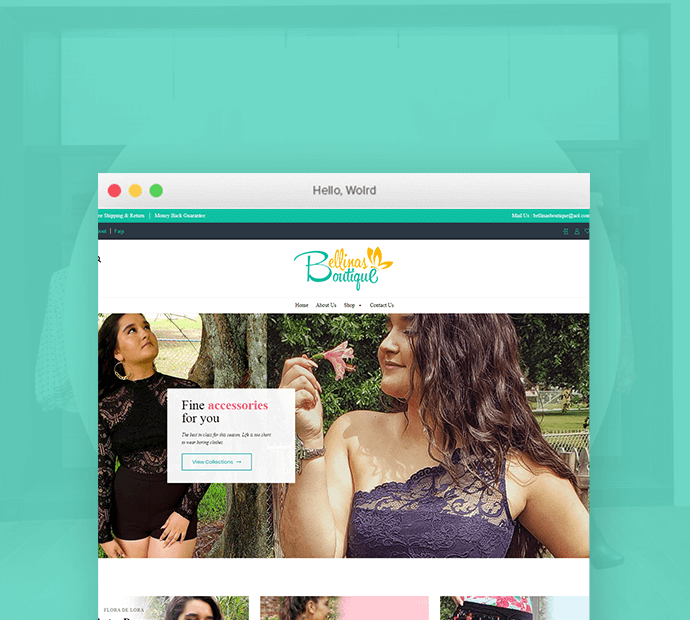 Hello, Wolrd
Shipping & Return | Money Back Guarantee
Mail Us : bellinasboutique@aol.com
Faqs
Bellinas
Boutique
Home About Us Shop Contact Us
Fine accessories
for you
The best in class for this season. Life is too short
to wear boring clothes
View Collections
FLORA DE LORA